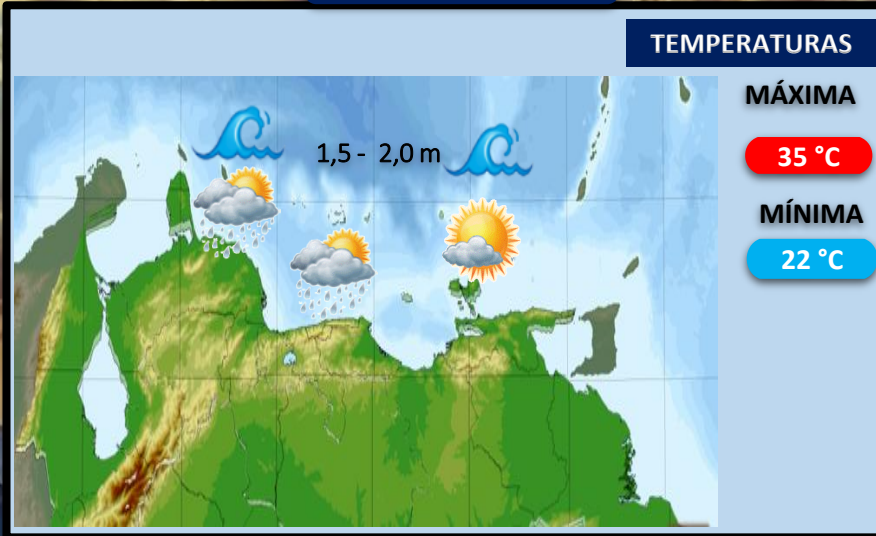 TEMPERATURAS
MÁXIMA
1,5 - 2,0 m
35 °C
MÍNIMA
22 °C